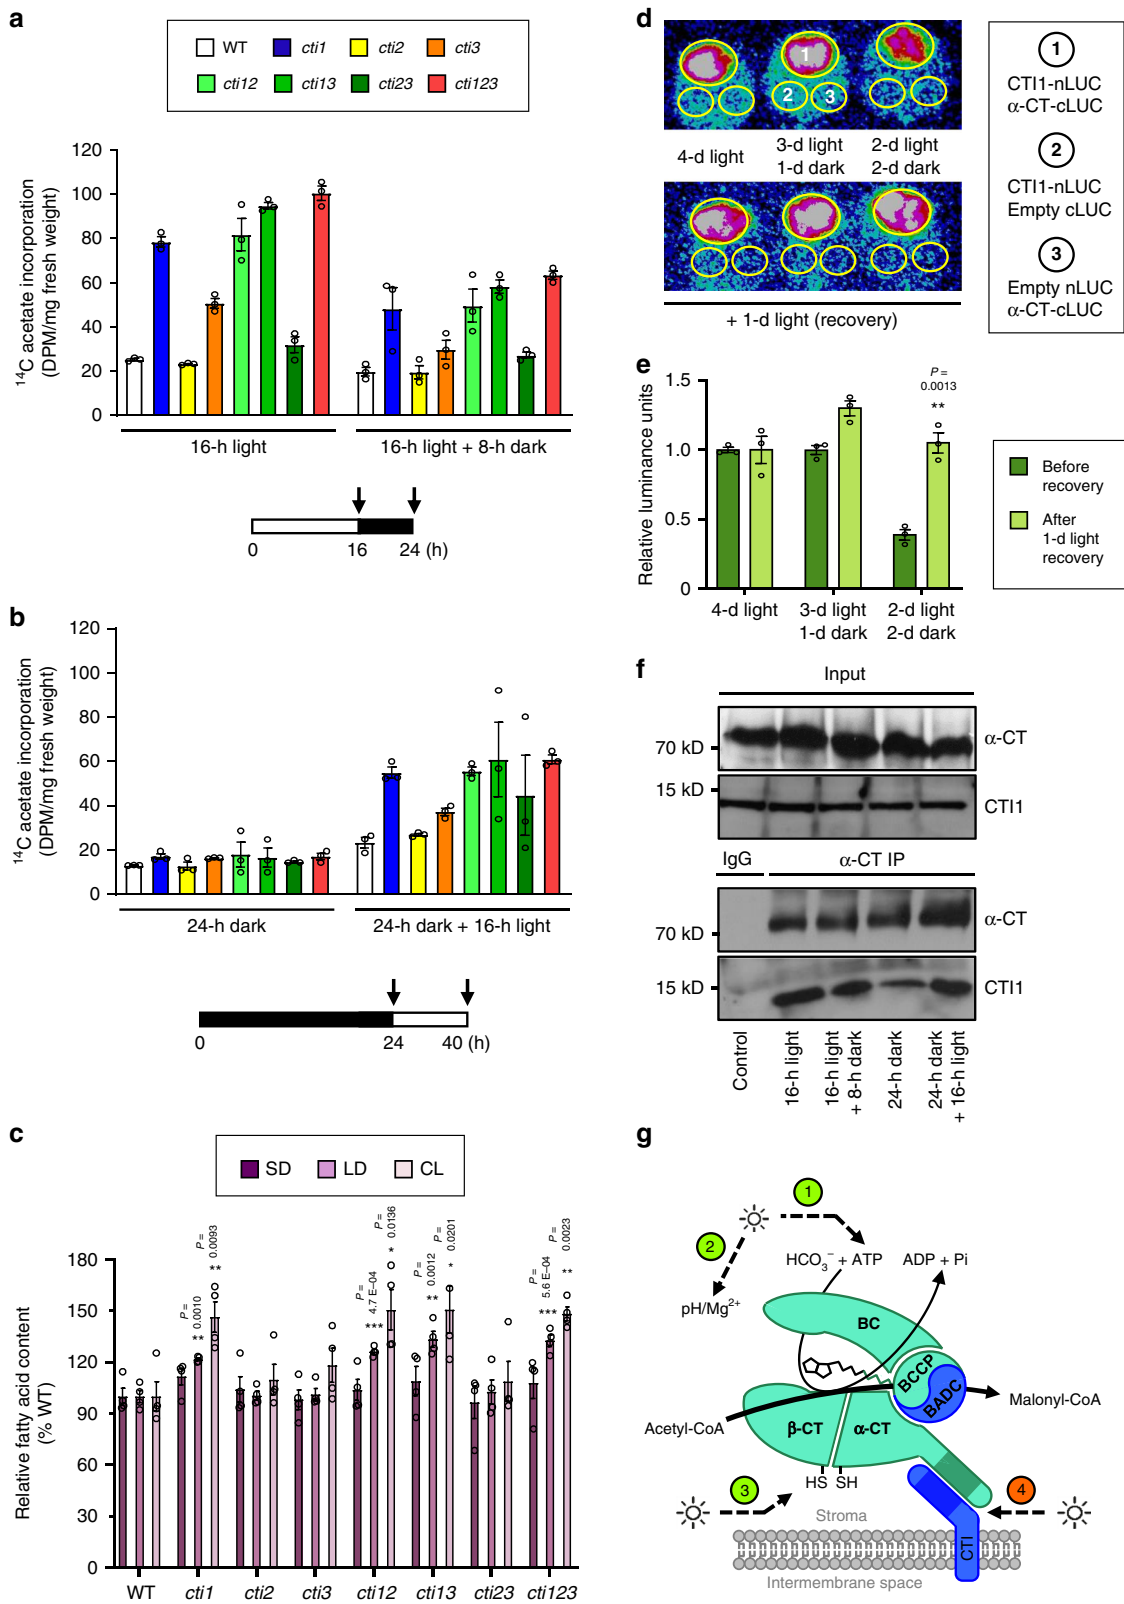 a
WT
cti1
cti2
cti3
cti12
cti13
cti23
cti123
120
100
80
60
40
20
0
14C acetate incorporation
(DPM/mg fresh weight)
16-h light
16-h light + 8-h dark
0
16
24 (h)
b
120
100
80
60
40
20
0
14C acetate incorporation
(DPM/mg fresh weight)
24-h dark
24-h dark + 16-h light
0
24
40 (h)
c
SD
LD
CL
180
150
120
90
60
30
0
Relative fatty acid content
(% WT)
P =
0.0010
**
P =
0.0093
**
P =
4.7 E–04
***
P =
0.0136
*
P =
0.0012
**
P =
0.0201
*
P =
5.6 E–04
***
P =
0.0023
**
WT
cti1
cti2
cti3
cti12
cti13
cti23
cti123
d
1
2
3
4-d light
3-d light
1-d dark
2-d light
2-d dark
+ 1-d light (recovery)
1
CTI1-nLUC
α-CT-cLUC
2
CTI1-nLUC
Empty cLUC
3
Empty nLUC
α-CT-cLUC
e
P =
0.0013
**
1.5
1.0
0.5
0
Relative luminance units
4-d light
3-d light
1-d dark
2-d light
2-d dark
Before
recovery
After
1-d light
recovery
f
Input
70 kD
α-CT
15 kD
CTI1
IgG
α-CT IP
70 kD
α-CT
15 kD
CTI1
Control
16-h light
16-h light
+ 8-h dark
24-h dark
24-h dark
+ 16-h light
g
1
2
HCO3− + ATP
ADP + Pi
pH/Mg2+
BC
BCCP
BADC
Acetyl-CoA
Malonyl-CoA
β-CT
α-CT
HS
SH
3
4
Stroma
CTI
Intermembrane space